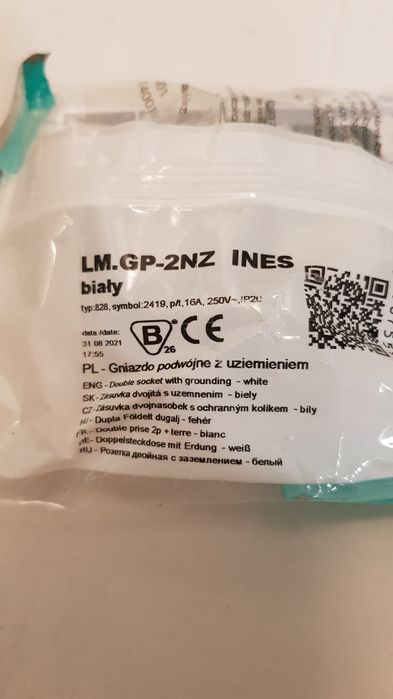 LM.GP-2NZ INES
biały
typ:828, symbol:2419, p/t, 16A, 250V~, IP20
data /date:
31 08 2021
17:55
B
26
CE
PL - Gniazdo podwójne z uziemieniem
ENG - Double socket with grounding - white
SK - Zásuvka dvojitá s uzemnením - biely
CZ - Zásuvka dvojnasobek s ochranným kolikem - bily
HU - Dupla Földelt dugalj - fehér
FR - Double prise 2p + terre - blanc
DE - Doppelsteckdose mit Erdung - weiß
RU - Розетка двойная с заземлением - белый